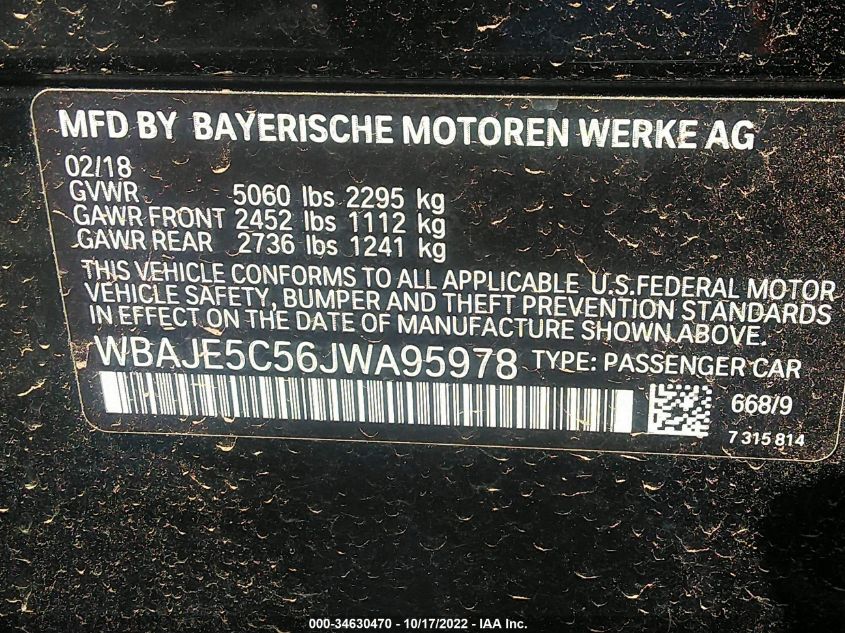 MFD BY BAYERISCHE MOTOREN WERKE AG
02/18
GVWR 5060 lbs 2295 kg
GAWR FRONT 2452 lbs 1112 kg
GAWR REAR 2736 lbs 1241 kg
THIS VEHICLE CONFORMS TO ALL APPLICABLE U.S.FEDERAL MOTOR
VEHICLE SAFETY, BUMPER AND THEFT PREVENTION STANDARDS
IN EFFECT ON THE DATE OF MANUFACTURE SHOWN ABOVE.
WBAJE5C56JWA95978 TYPE: PASSENGER CAR
668/9
7 315 814
000-34630470 - 10/17/2022 - IAA Inc.